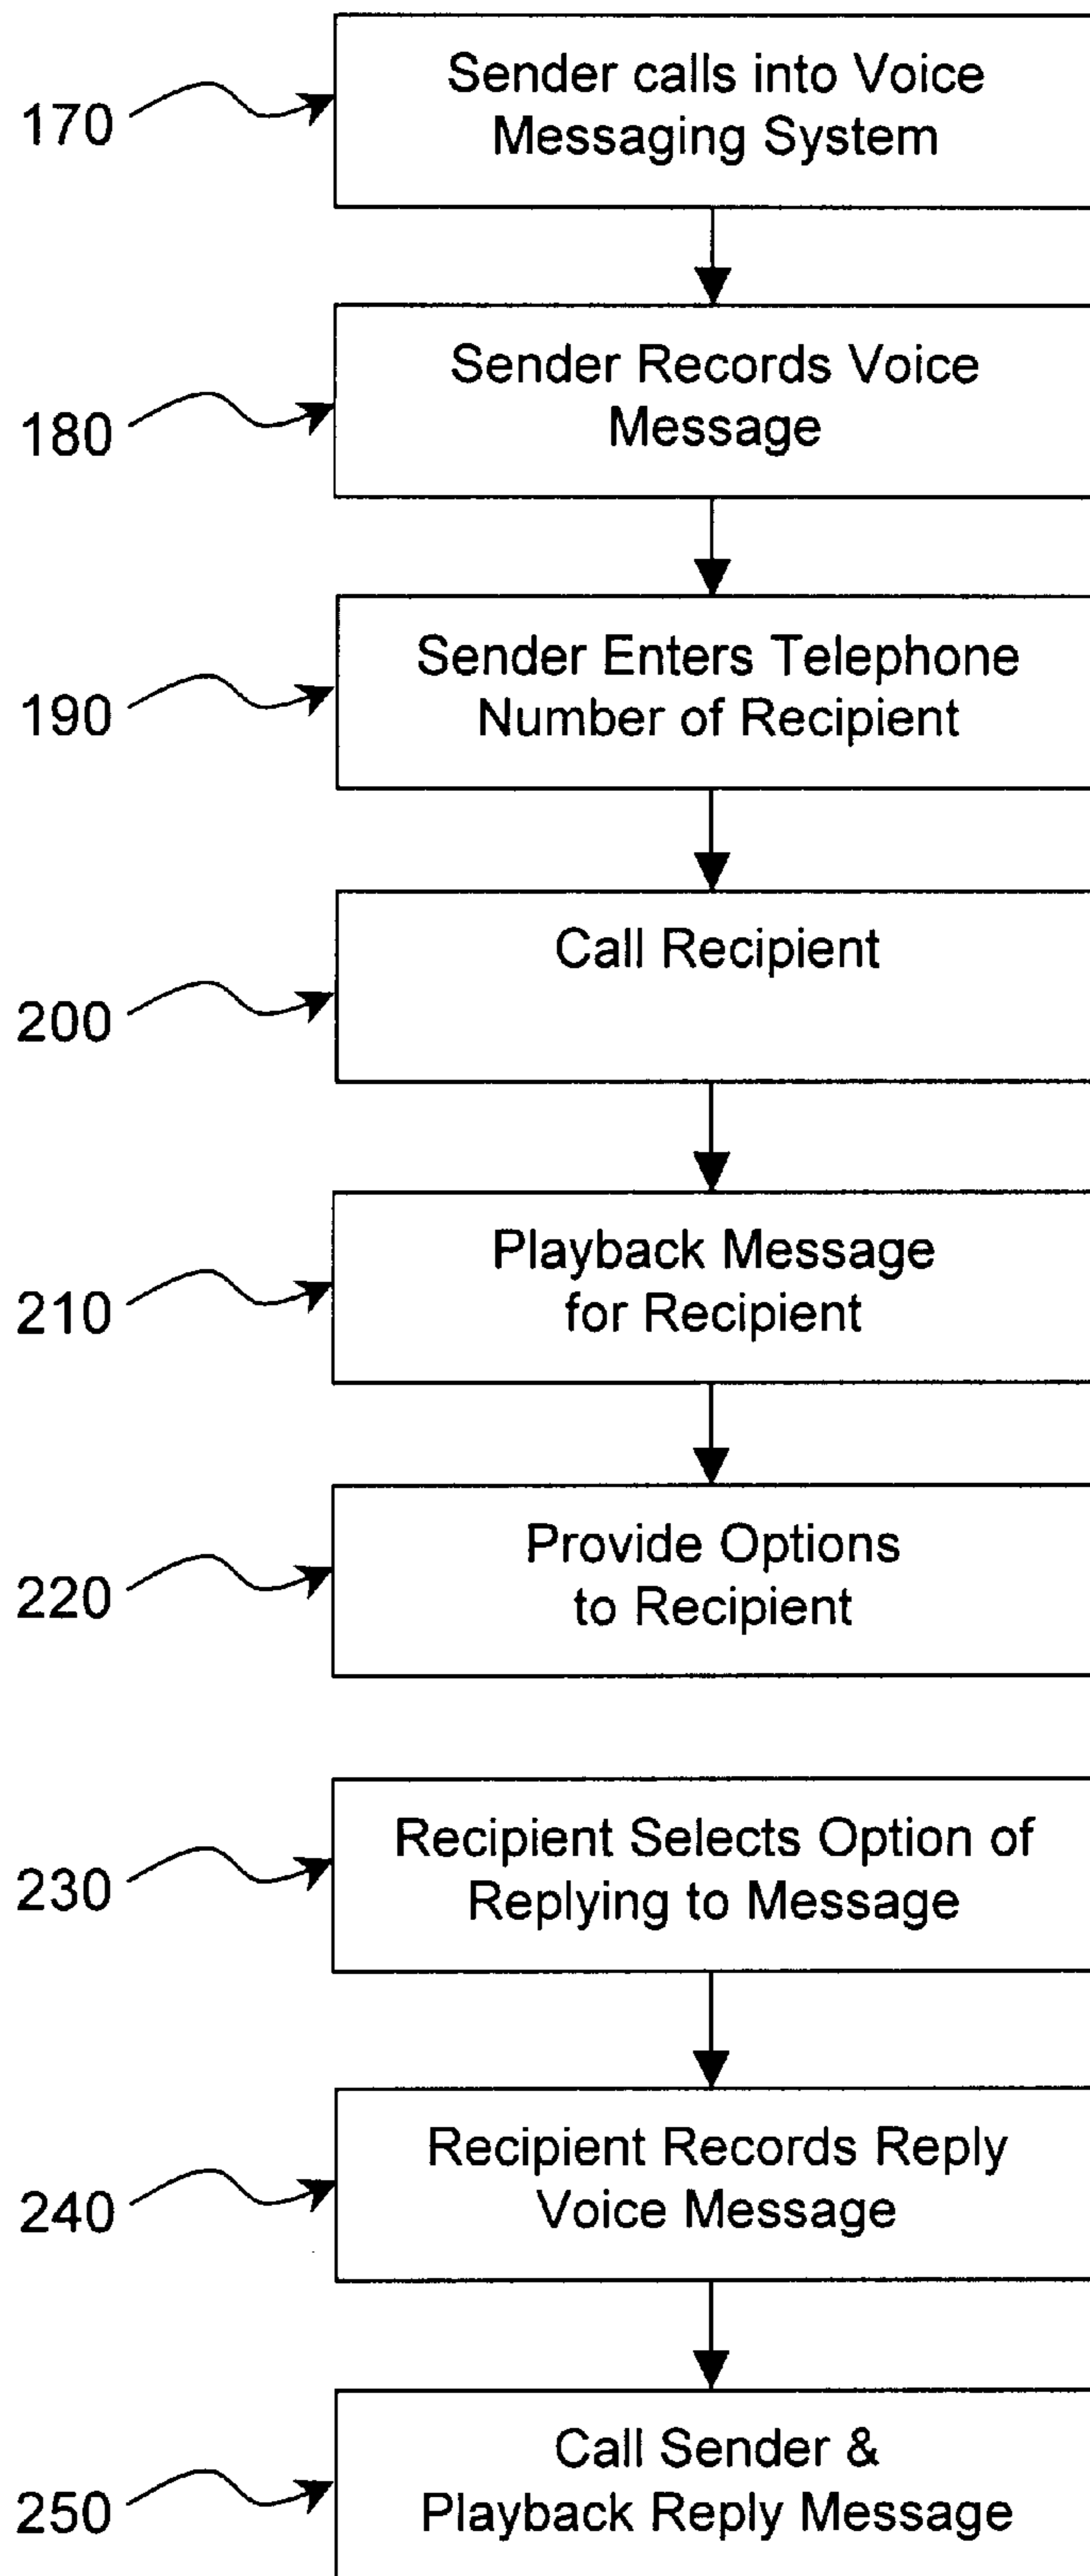 170
Sender calls into Voice
Messaging System
180
Sender Records Voice
Message
190
Sender Enters Telephone
Number of Recipient
200
Call Recipient
210
Playback Message
for Recipient
220
Provide Options
to Recipient
230
Recipient Selects Option of
Replying to Message
240
Recipient Records Reply
Voice Message
250
Call Sender &
Playback Reply Message